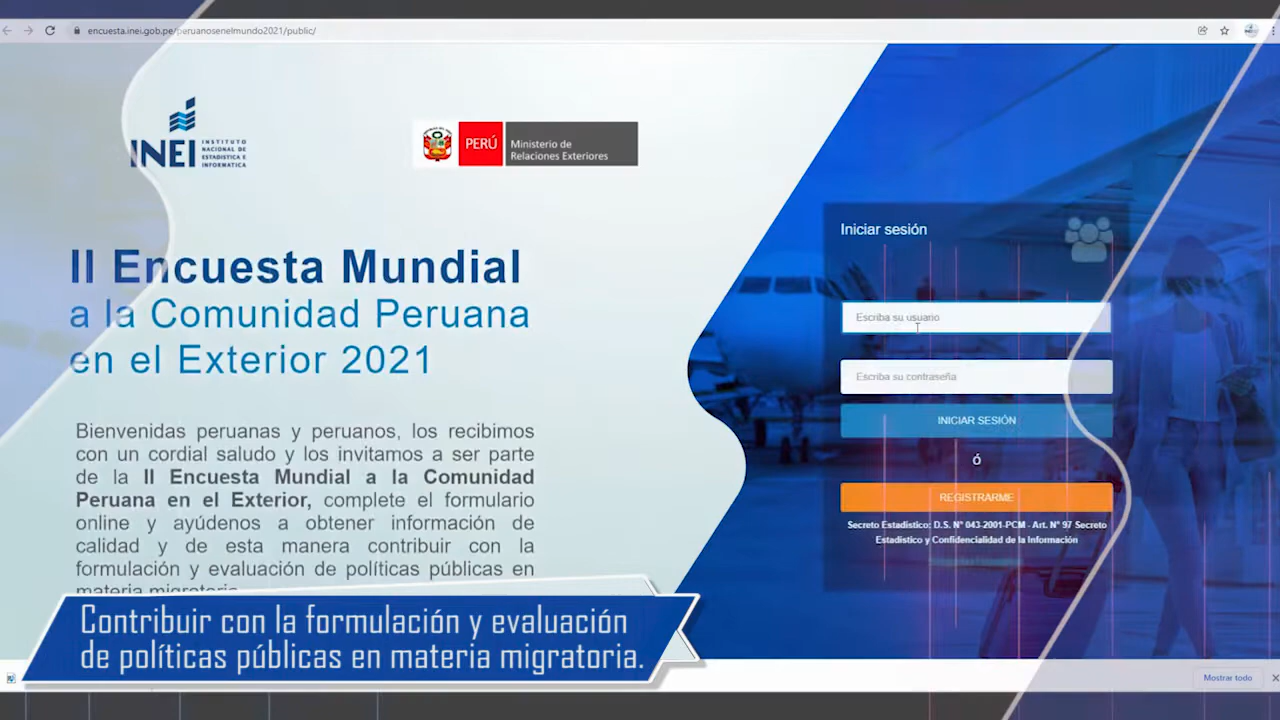 encuesta.inei.gob.pe/peruanosenelmundo2021/public/
INEI
INSTITUTO
NACIONAL DE
ESTADÍSTICA E
INFORMÁTICA
PERÚ
Ministerio de
Relaciones Exteriores
II Encuesta Mundial
a la Comunidad Peruana
en el Exterior 2021
Bienvenidas peruanas y peruanos, los recibimos
con un cordial saludo y los invitamos a ser parte
de la II Encuesta Mundial a la Comunidad
Peruana en el Exterior, complete el formulario
online y ayúdenos a obtener información de
calidad y de esta manera contribuir con la
formulación y evaluación de políticas públicas en
materia migratoria.
Iniciar sesión
Escriba su usuario
Escriba su contraseña
INICIAR SESIÓN
Ó
REGISTRARME
Secreto Estadístico: D.S. N° 043-2001-PCM - Art. N° 97 Secreto
Estadístico y Confidencialidad de la Información
Contribuir con la formulación y evaluación
de políticas públicas en materia migratoria.
Mostrar todo